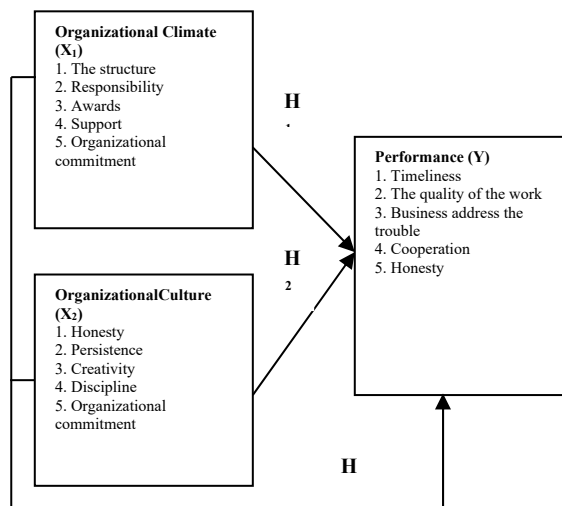 Organizational Climate
(X₁)
1. The structure
2. Responsibility
3. Awards
4. Support
5. Organizational
commitment
H
H
2
OrganizationalCulture
(X₂)
1. Honesty
2. Persistence
3. Creativity
4. Discipline
5. Organizational
commitment
Performance (Y)
1. Timeliness
2. The quality of the work
3. Business address the
trouble
4. Cooperation
5. Honesty
H